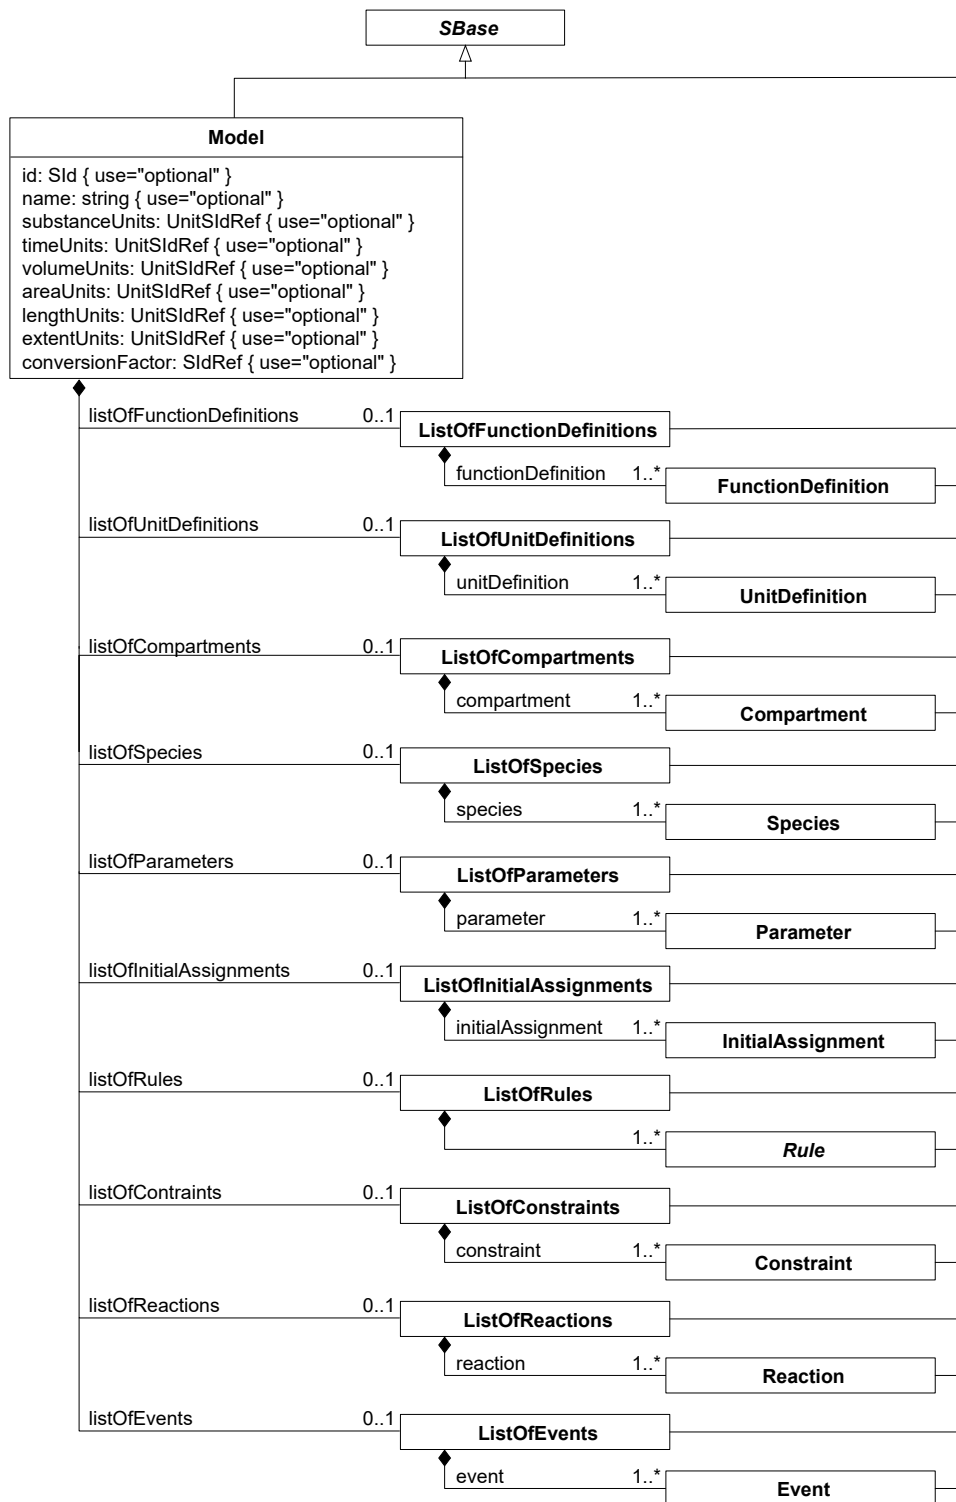 SBase
Model
id: SId { use="optional" }
name: string { use="optional" }
substanceUnits: UnitSIdRef { use="optional" }
timeUnits: UnitSIdRef { use="optional" }
volumeUnits: UnitSIdRef { use="optional" }
areaUnits: UnitSIdRef { use="optional" }
lengthUnits: UnitSIdRef { use="optional" }
extentUnits: UnitSIdRef { use="optional" }
conversionFactor: SIdRef { use="optional" }
listOfFunctionDefinitions 0..1 ListOfFunctionDefinitions
functionDefinition 1..* FunctionDefinition
listOfUnitDefinitions 0..1 ListOfUnitDefinitions
unitDefinition 1..* UnitDefinition
listOfCompartments 0..1 ListOfCompartments
compartment 1..* Compartment
listOfSpecies 0..1 ListOfSpecies
species 1..* Species
listOfParameters 0..1 ListOfParameters
parameter 1..* Parameter
listOfInitialAssignments 0..1 ListOfInitialAssignments
initialAssignment 1..* InitialAssignment
listOfRules 0..1 ListOfRules
1..* Rule
listOfContraints 0..1 ListOfConstraints
constraint 1..* Constraint
listOfReactions 0..1 ListOfReactions
reaction 1..* Reaction
listOfEvents 0..1 ListOfEvents
event 1..* Event